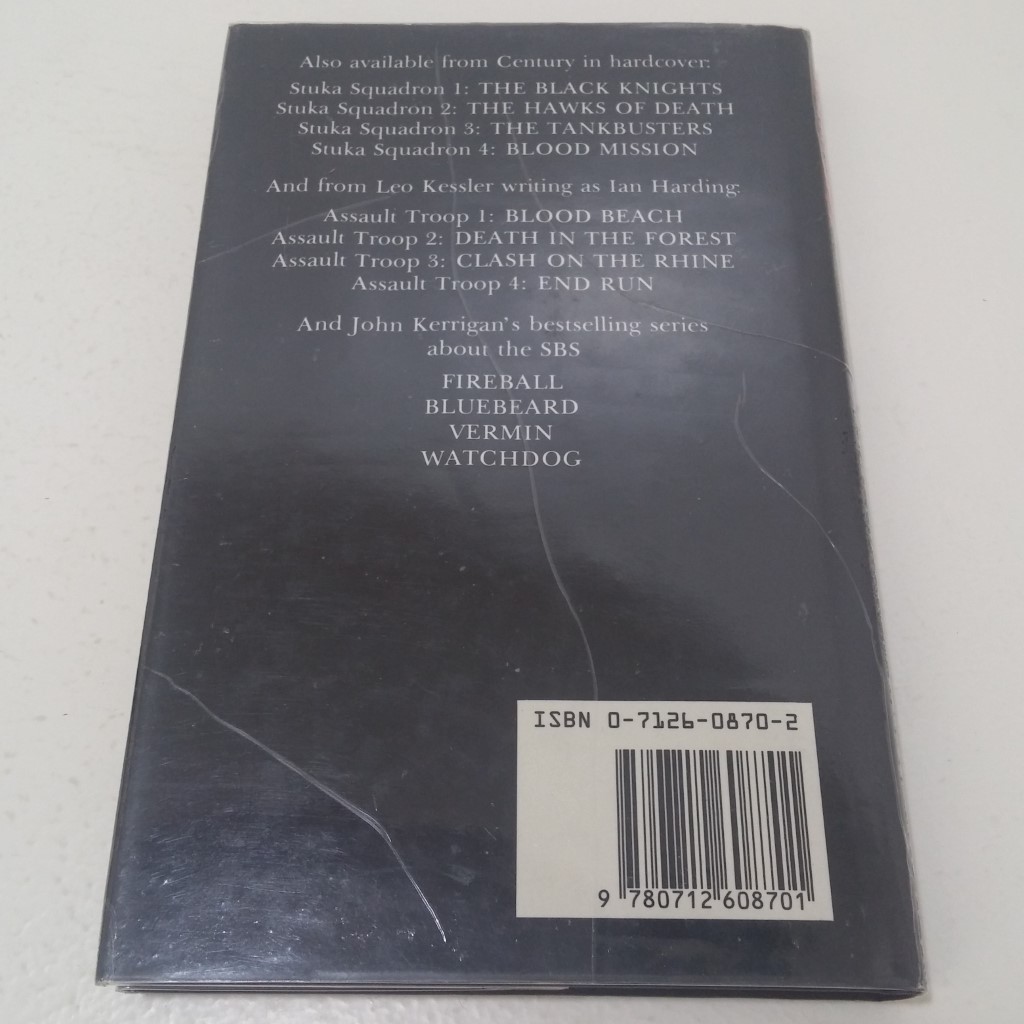 Also available from Century in hardcover:
Stuka Squadron 1: THE BLACK KNIGHTS
Stuka Squadron 2: THE HAWKS OF DEATH
Stuka Squadron 3: THE TANKBUSTERS
Stuka Squadron 4: BLOOD MISSION
And from Leo Kessler writing as Ian Harding:
Assault Troop 1: BLOOD BEACH
Assault Troop 2: DEATH IN THE FOREST
Assault Troop 3: CLASH ON THE RHINE
Assault Troop 4: END RUN
And John Kerrigan's bestselling series
about the SBS
FIREBALL
BLUEBEARD
VERMIN
WATCHDOG
ISBN 0-7126-0870-2
9 780712 608701